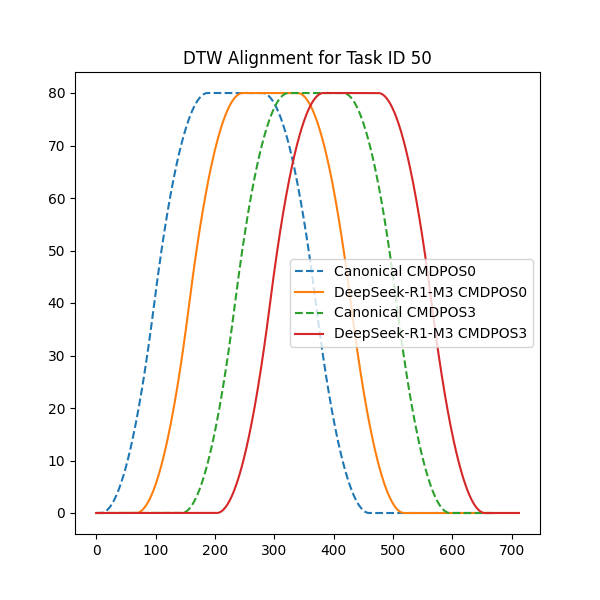 DTW Alignment for Task ID 50
80
70
60
50
40
30
20
10
0
Canonical CMDPOS0
DeepSeek-R1-M3 CMDPOS0
Canonical CMDPOS3
DeepSeek-R1-M3 CMDPOS3
0 100 200 300 400 500 600 700